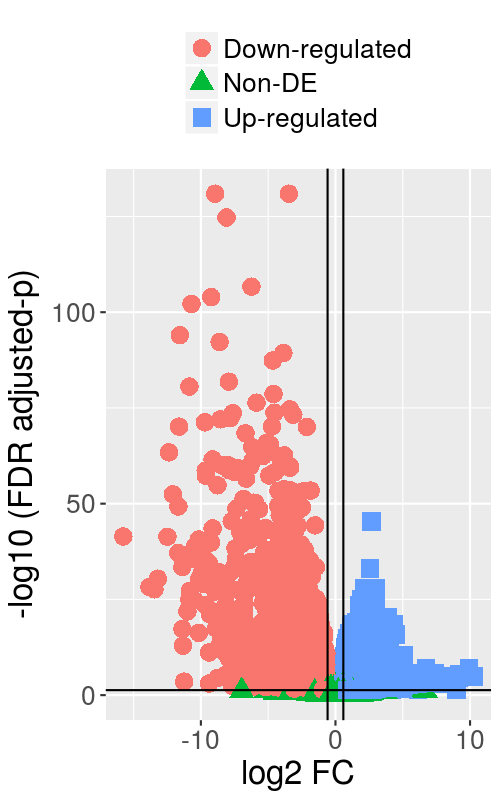 Down-regulated
Non-DE
Up-regulated
-log10 (FDR adjusted-p)
100
50
0
-10
0
10
log2 FC